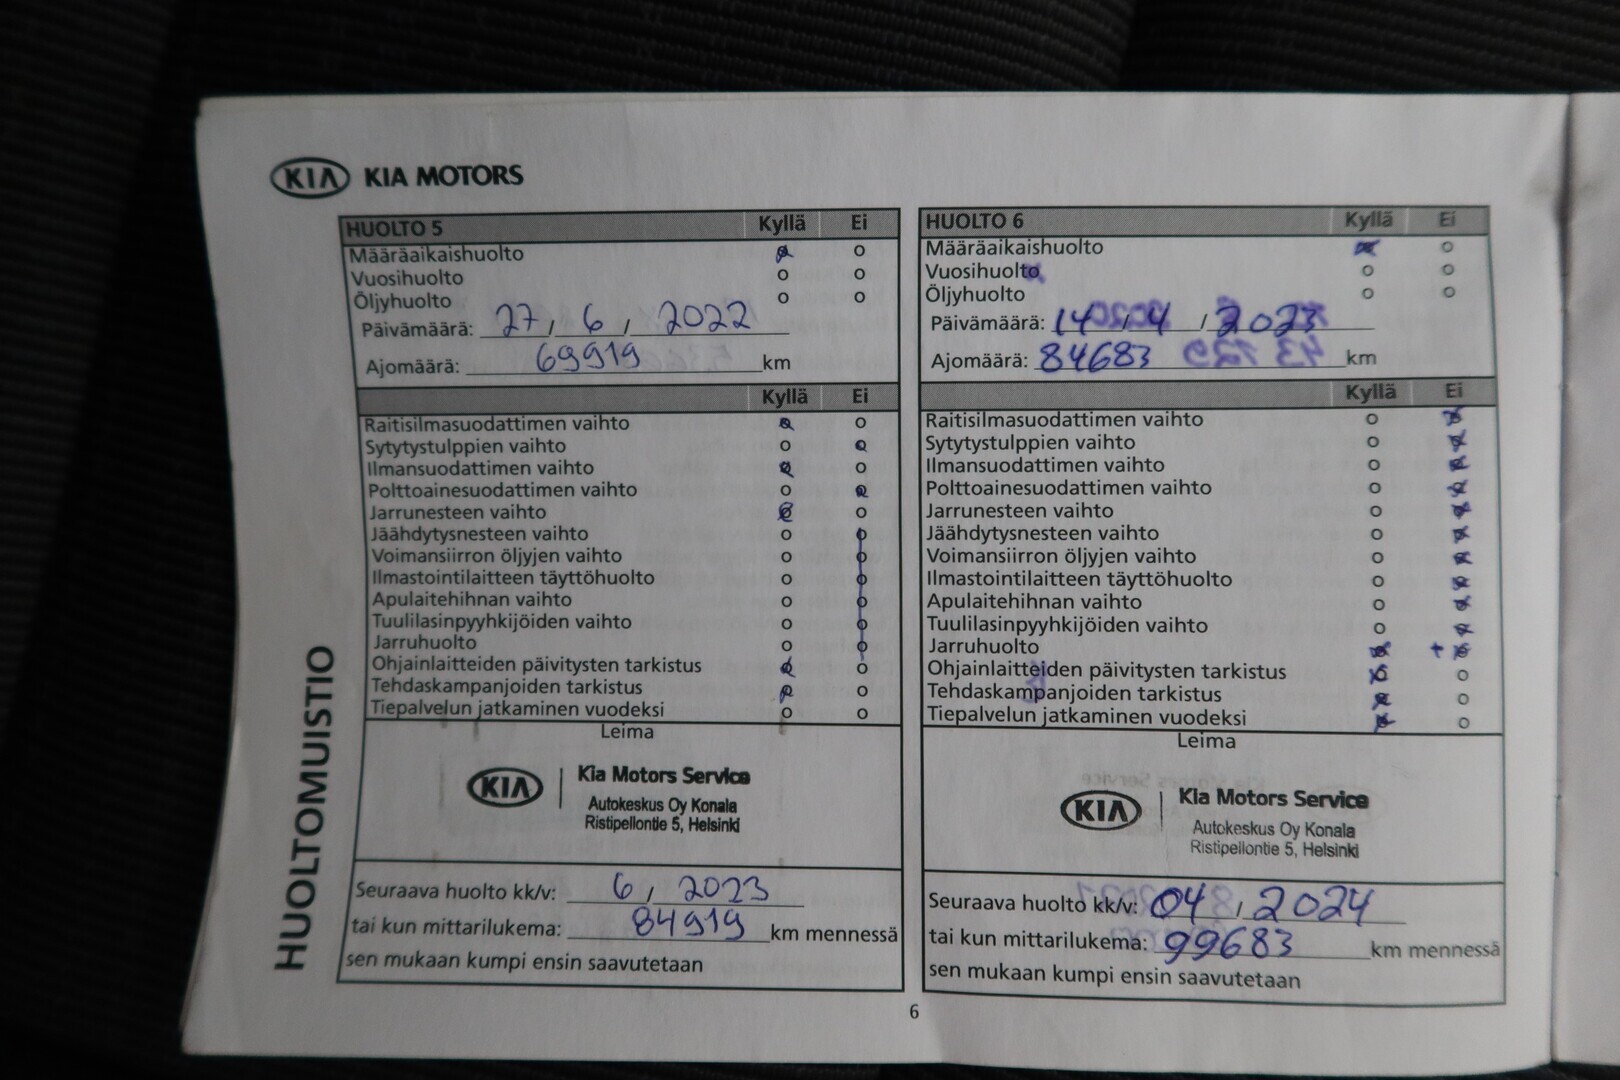 KIA KIA MOTORS
HUOLTOMUISTIO
HUOLTO 5 Kyllä Ei
Määräaikaishuolto o
Vuosihuolto o o
Öljyhuolto o o
Päivämäärä: 27 / 6 / 2022
Ajomäärä: 69919 km
Kyllä Ei
Raitisilmasuodattimen vaihto
Sytytystulppien vaihto
Ilmansuodattimen vaihto
Polttoainesuodattimen vaihto
Jarrunesteen vaihto
Jäähdytysnesteen vaihto
Voimansiirron öljyjen vaihto
Ilmastointilaitteen täyttöhuolto
Apulaitehihnan vaihto
Tuulilasinpyyhkijöiden vaihto
Jarruhuolto
Ohjainlaitteiden päivitysten tarkistus
Tehdaskampanjoiden tarkistus
Tiepalvelun jatkaminen vuodeksi
Leima
KIA Kia Motors Service
Autokeskus Oy Konala
Ristipellontie 5, Helsinki
Seuraava huolto kk/v: 6 / 2023
tai kun mittarilukema: 84919 km mennessä
sen mukaan kumpi ensin saavutetaan
HUOLTO 6 Kyllä Ei
Määräaikaishuolto
Vuosihuolto
Öljyhuolto
Päivämäärä: 14 / 4 / 2023
Ajomäärä: 84683 km
Kyllä Ei
Raitisilmasuodattimen vaihto
Sytytystulppien vaihto
Ilmansuodattimen vaihto
Polttoainesuodattimen vaihto
Jarrunesteen vaihto
Jäähdytysnesteen vaihto
Voimansiirron öljyjen vaihto
Ilmastointilaitteen täyttöhuolto
Apulaitehihnan vaihto
Tuulilasinpyyhkijöiden vaihto
Jarruhuolto
Ohjainlaitteiden päivitysten tarkistus
Tehdaskampanjoiden tarkistus
Tiepalvelun jatkaminen vuodeksi
Leima
KIA Kia Motors Service
Autokeskus Oy Konala
Ristipellontie 5, Helsinki
Seuraava huolto kk/v: 04 / 2024
tai kun mittarilukema: 99683 km mennessä
sen mukaan kumpi ensin saavutetaan
6